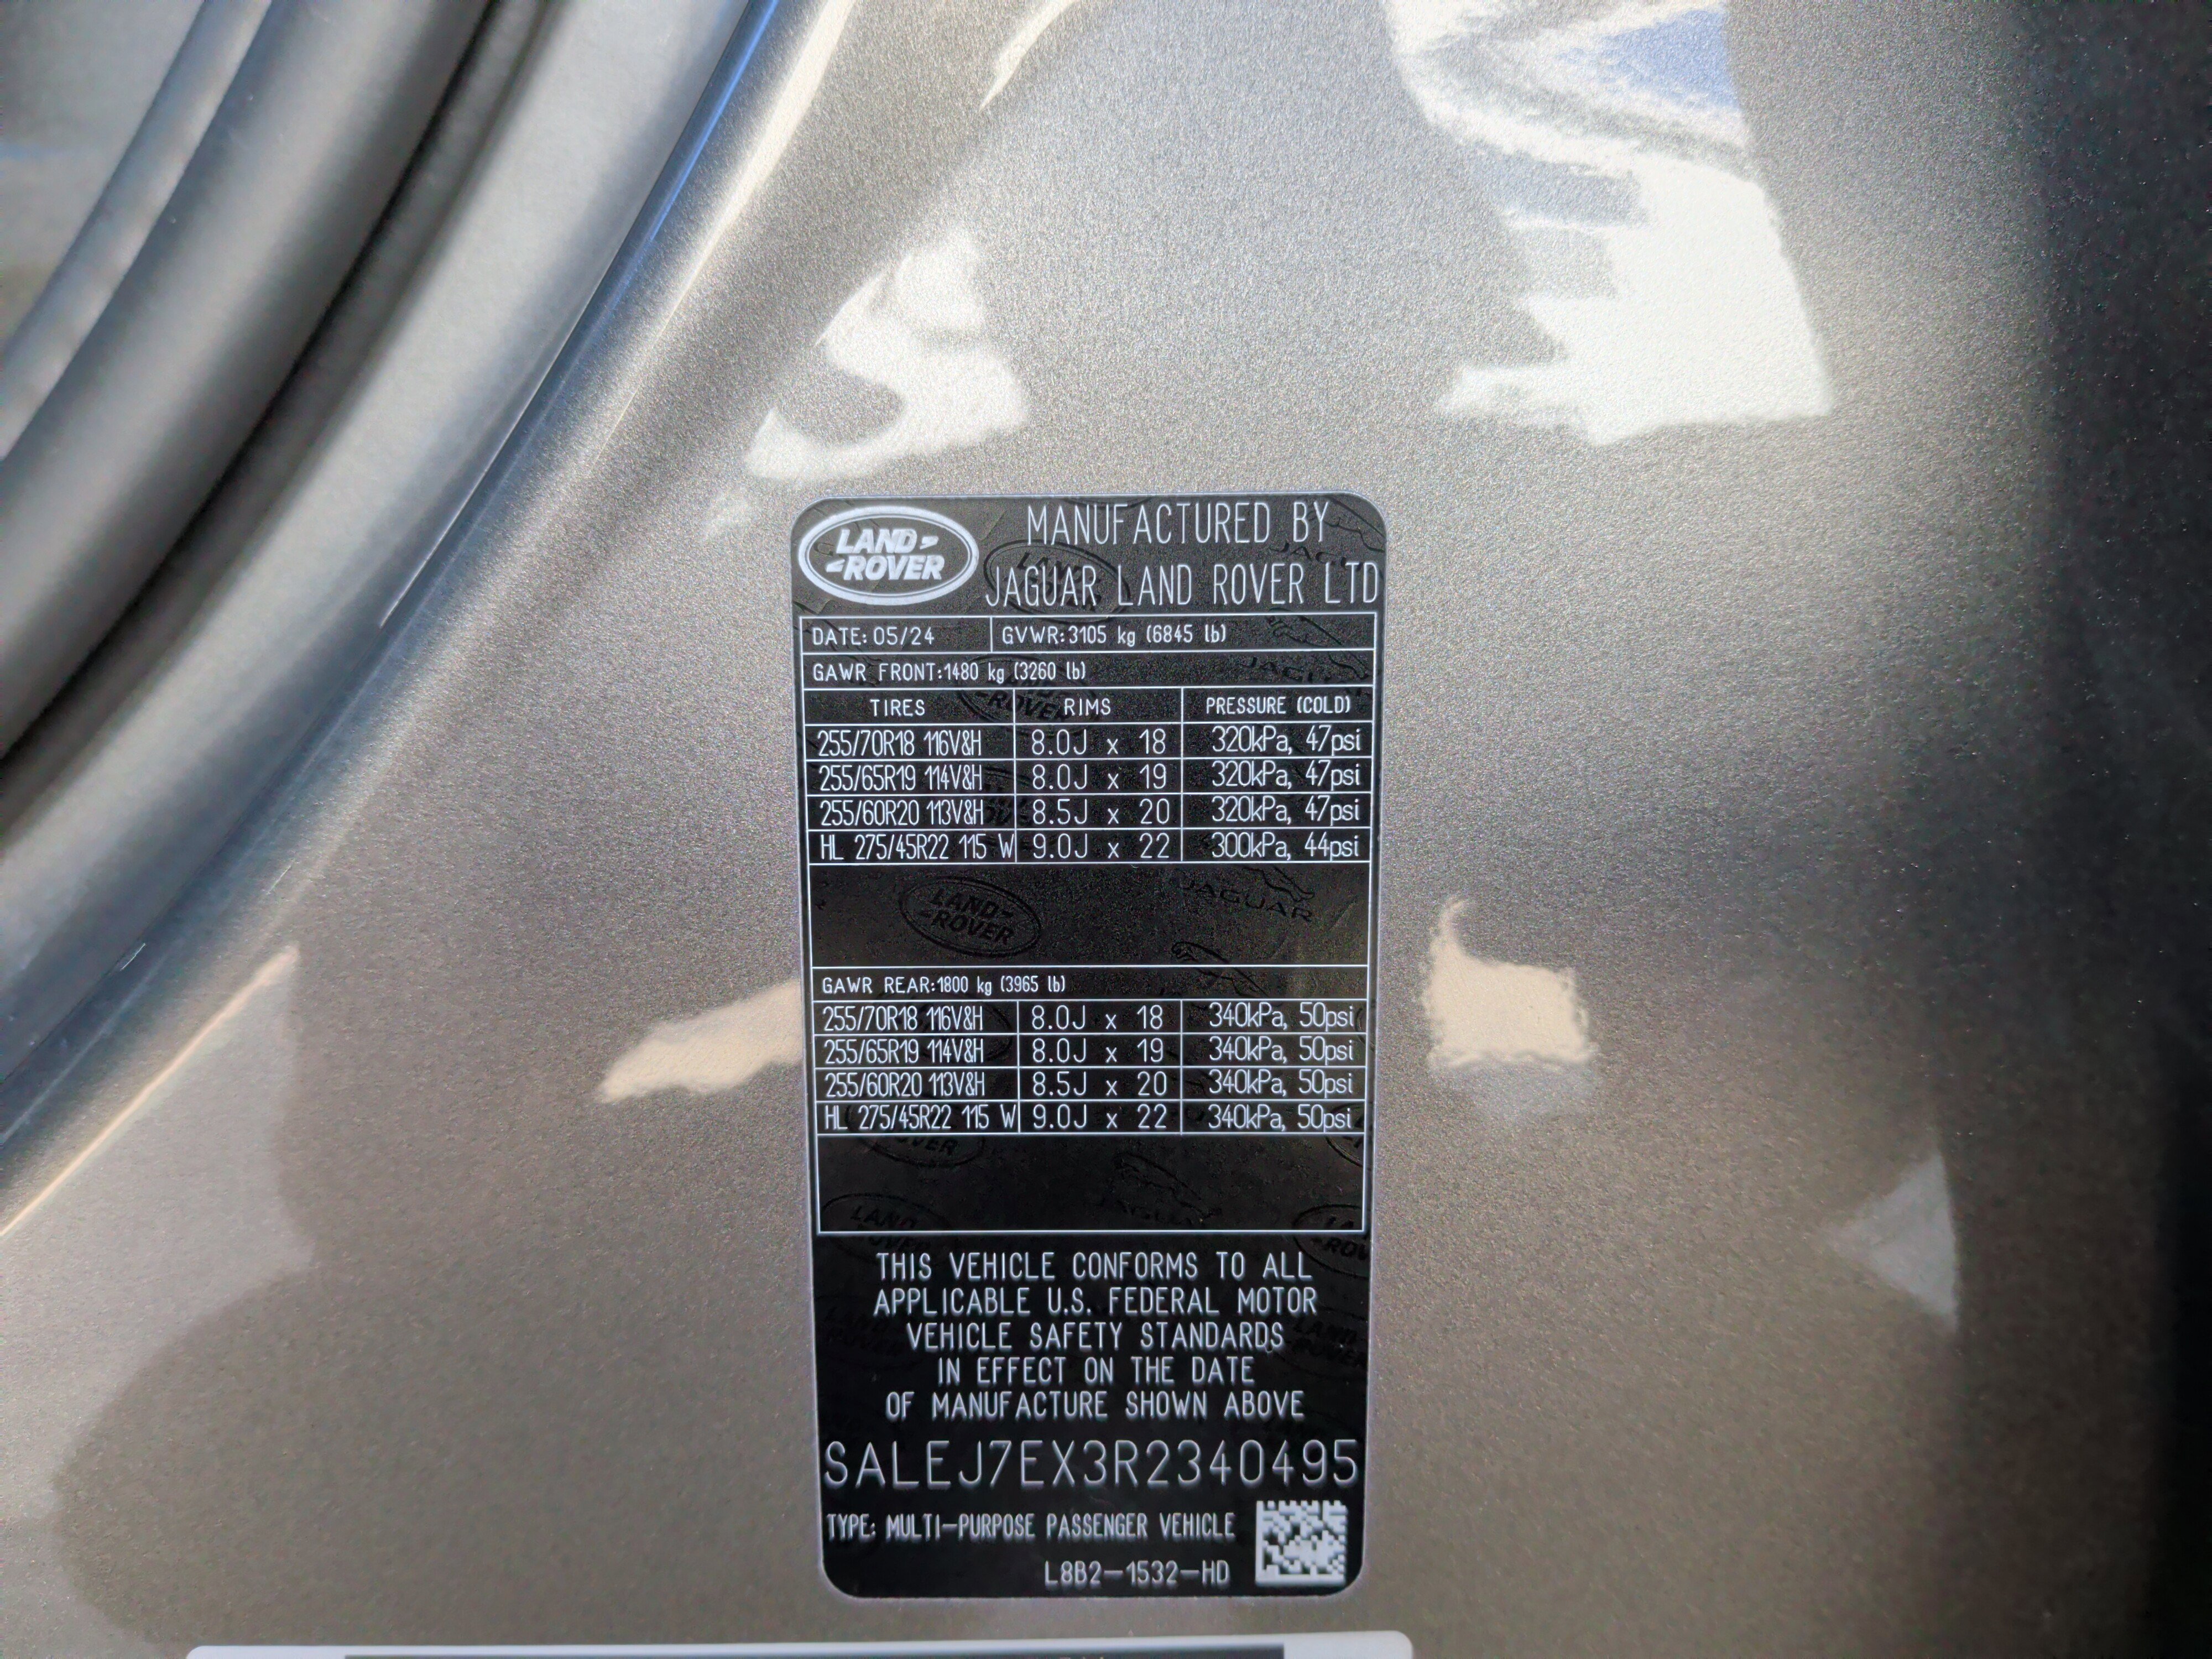 LAND ROVER
MANUFACTURED BY
JAGUAR LAND ROVER LTD
DATE: 05/24 GVWR: 3105 kg (6845 lb)
GAWR FRONT: 1480 kg (3260 lb)
TIRES RIMS PRESSURE (COLD)
255/70R18 116V&H 8.0J x 18 320kPa, 47psi
255/65R19 114V&H 8.0J x 19 320kPa, 47psi
255/60R20 113V&H 8.5J x 20 320kPa, 47psi
HL 275/45R22 115 W 9.0J x 22 300kPa, 44psi
LAND ROVER JAGUAR
GAWR REAR: 1800 kg (3965 lb)
255/70R18 116V&H 8.0J x 18 340kPa, 50psi
255/65R19 114V&H 8.0J x 19 340kPa, 50psi
255/60R20 113V&H 8.5J x 20 340kPa, 50psi
HL 275/45R22 115 W 9.0J x 22 340kPa, 50psi
THIS VEHICLE CONFORMS TO ALL
APPLICABLE U.S. FEDERAL MOTOR
VEHICLE SAFETY STANDARDS
IN EFFECT ON THE DATE
OF MANUFACTURE SHOWN ABOVE
SALEJ7EX3R2340495
TYPE: MULTI-PURPOSE PASSENGER VEHICLE
L8B2-1532-HD